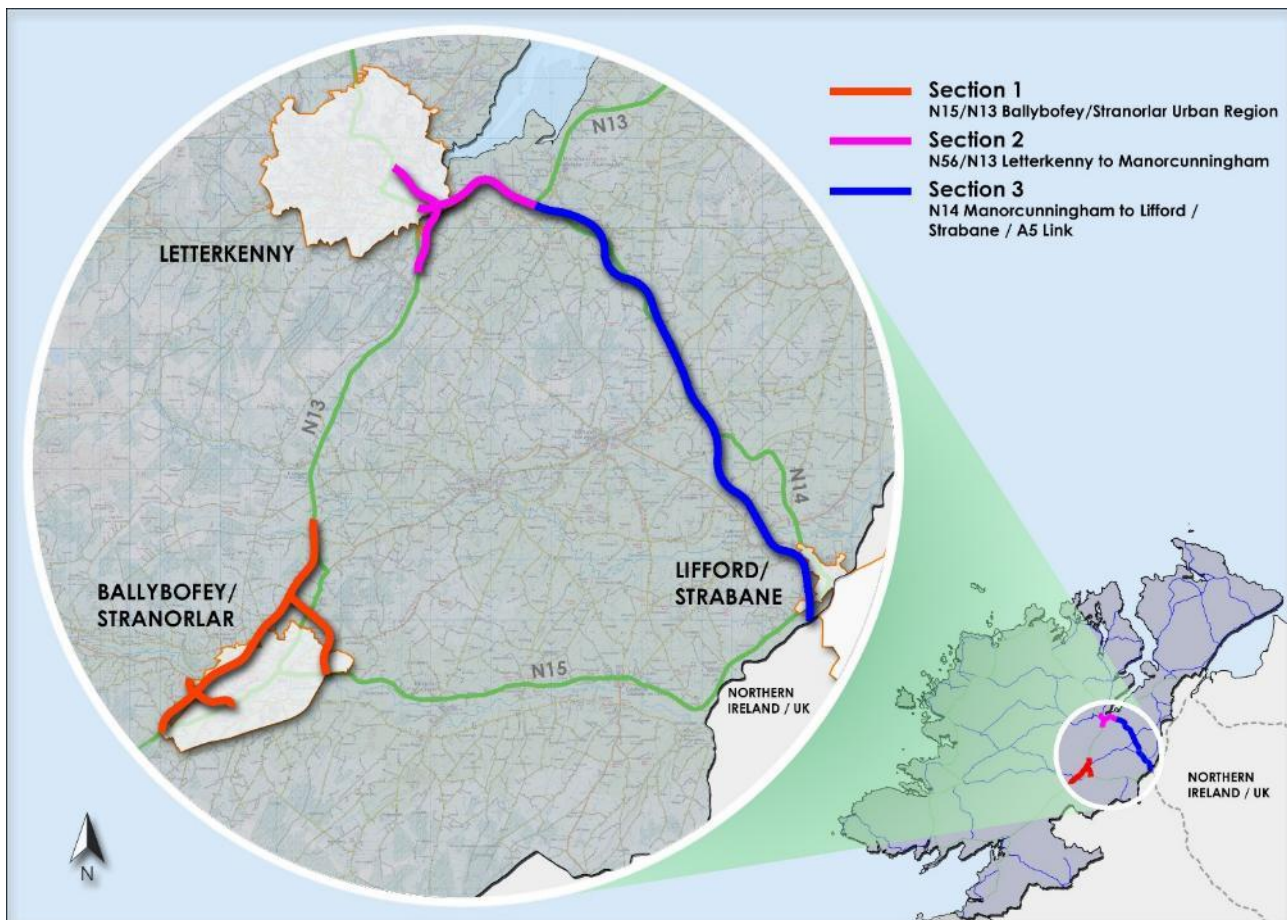 Section 1
N15/N13 Ballybofey/Stranorlar Urban Region
Section 2
N56/N13 Letterkenny to Manorcunningham
Section 3
N14 Manorcunningham to Lifford /
Strabane / A5 Link
N13
LETTERKENNY
N13
N14
BALLYBOFEY/
STRANORLAR
LIFFORD/
STRABANE
N15
NORTHERN
IRELAND / UK
NORTHERN
IRELAND / UK
N